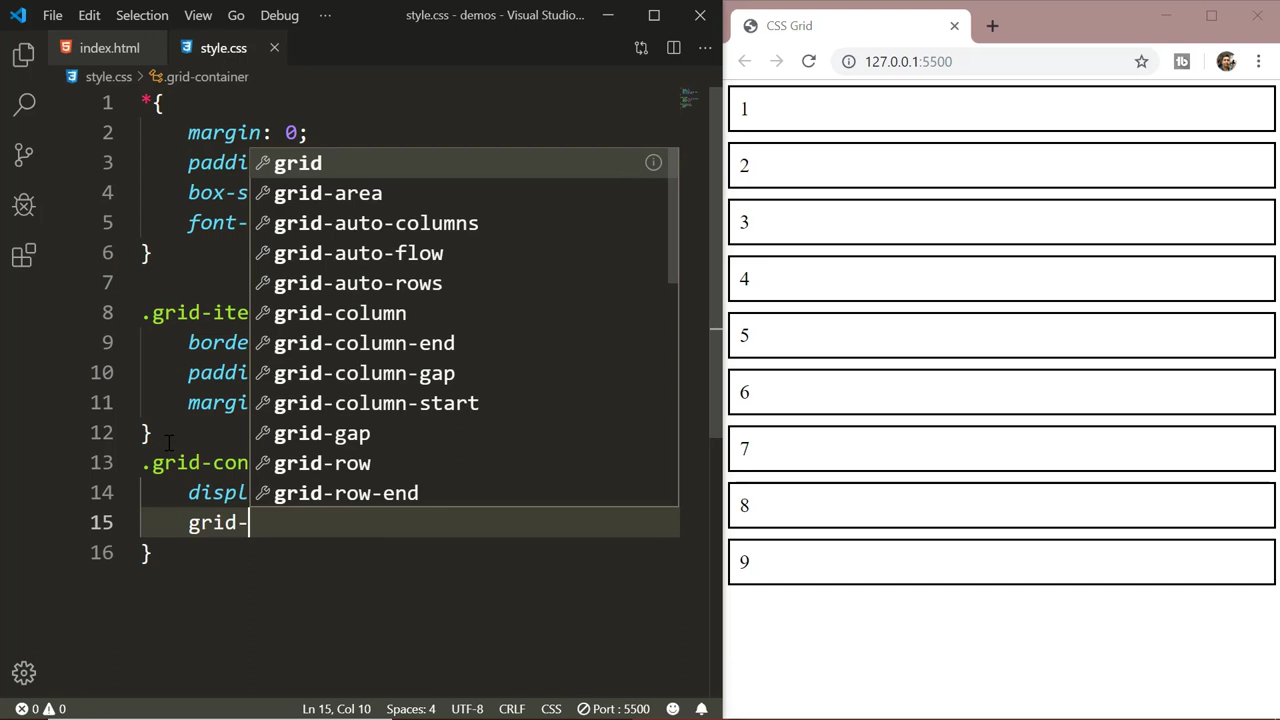 File Edit Selection View Go Debug ··· style.css - demos - Visual Studio...
index.html style.css ···
style.css > .grid-container
1 *{
2 margin: 0;
3 paddi
4 box-s
5 font-
6 }
7
8 .grid-ite
9 borde
10 paddi
11 margi
12 }
13 .grid-con
14 displ
15 grid-
16 }
grid
grid-area
grid-auto-columns
grid-auto-flow
grid-auto-rows
grid-column
grid-column-end
grid-column-gap
grid-column-start
grid-gap
grid-row
grid-row-end
0 0 Ln 15, Col 10 Spaces: 4 UTF-8 CRLF CSS Port : 5500
CSS Grid
127.0.0.1:5500
1
2
3
4
5
6
7
8
9